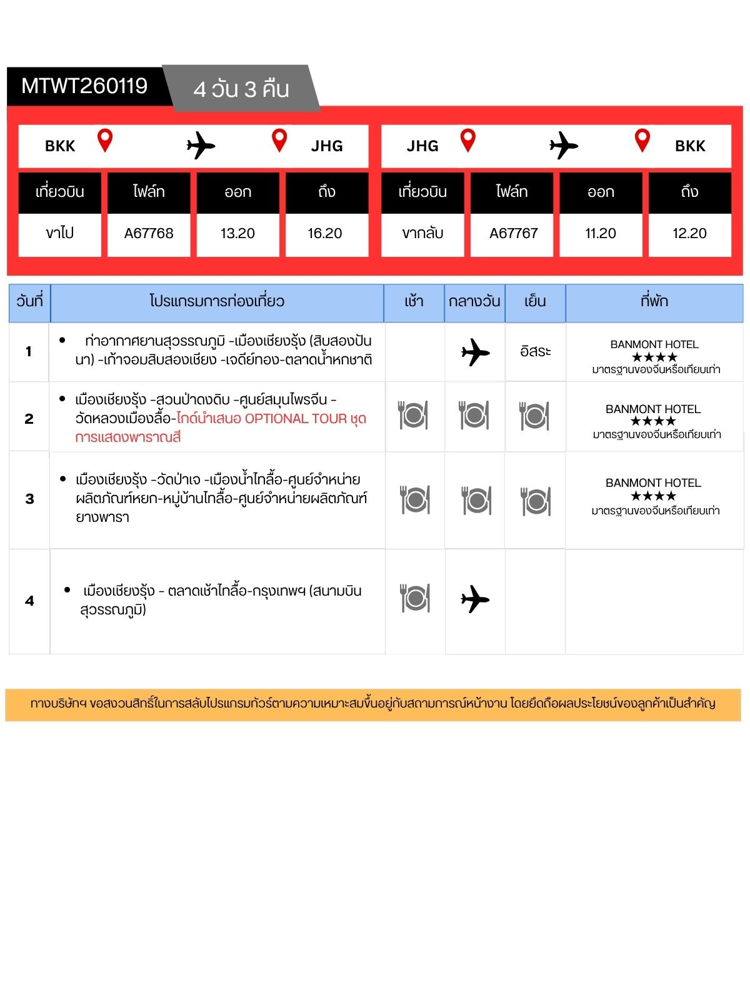 MTWT260119
4 วัน 3 คืน
BKK JHG
JHG BKK
เที่ยวบิน ไฟล์ท ออก ถึง
เที่ยวบิน ไฟล์ท ออก ถึง
ขาไป A67768 13.20 16.20
ขากลับ A67767 11.20 12.20
วันที่ โปรแกรมการท่องเที่ยว เช้า กลางวัน เย็น ที่พัก
1
• ท่าอากาศยานสุวรรณภูมิ -เมืองเชียงรุ้ง (สิบสองปัน
นา) -เก้าจอมสิบสองเชียง -เจดีย์ทอง-ตลาดน้ำหกชาติ
อิสระ
BANMONT HOTEL
★★★★
มาตรฐานของจีนหรือเทียบเท่า
2
• เมืองเชียงรุ้ง -สวนป่าดงดิบ -ศูนย์สมุนไพรจีน -
วัดหลวงเมืองลื้อ-ไกด์นำเสนอ OPTIONAL TOUR ชุด
การแสดงพาราณสี
BANMONT HOTEL
★★★★
มาตรฐานของจีนหรือเทียบเท่า
3
• เมืองเชียงรุ้ง -วัดป่าเจ -เมืองน้ำไทลื้อ-ศูนย์จำหน่าย
ผลิตภัณฑ์หยก-หมู่บ้านไทลื้อ-ศูนย์จำหน่ายผลิตภัณฑ์
ยางพารา
BANMONT HOTEL
★★★★
มาตรฐานของจีนหรือเทียบเท่า
4
• เมืองเชียงรุ้ง - ตลาดเช้าไทลื้อ-กรุงเทพฯ (สนามบิน
สุวรรณภูมิ)
ทางบริษัทฯ ขอสงวนสิทธิ์ในการสลับโปรแกรมทัวร์ตามความเหมาะสมขึ้นอยู่กับสถานการณ์หน้างาน โดยยึดถือผลประโยชน์ของลูกค้าเป็นสำคัญ